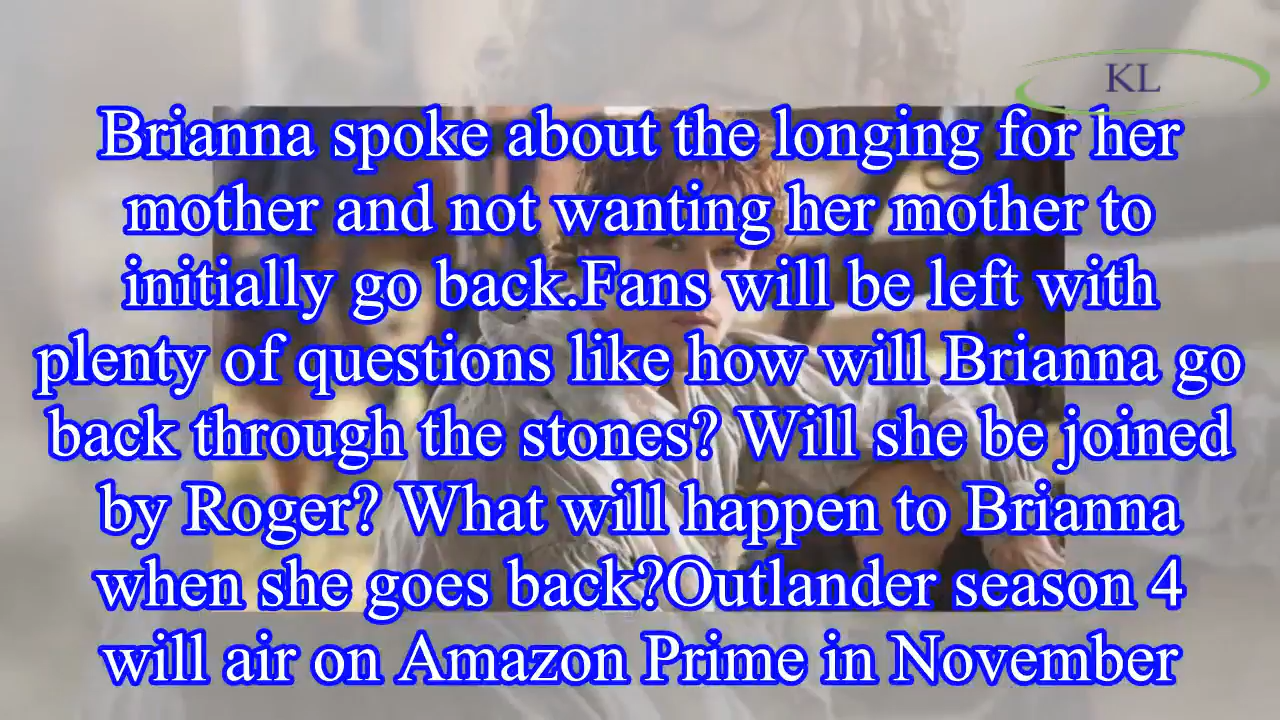 KL
Brianna spoke about the longing for her
mother and not wanting her mother to
initially go back.Fans will be left with
plenty of questions like how will Brianna go
back through the stones? Will she be joined
by Roger? What will happen to Brianna
when she goes back?Outlander season 4
will air on Amazon Prime in November